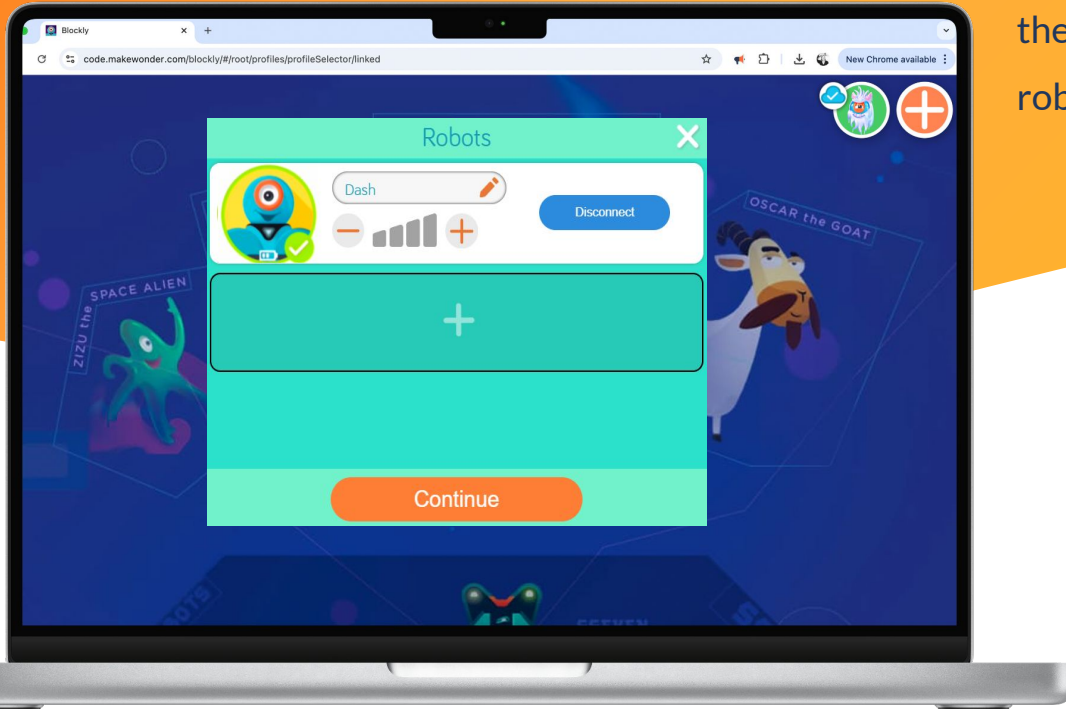 Blockly
code.makewonder.com/blockly/#/root/profiles/profileSelector/linked
New Chrome available
the
rob
Robots
Dash
Disconnect
OSCAR the GOAT
ZIZU the SPACE ALIEN
Continue